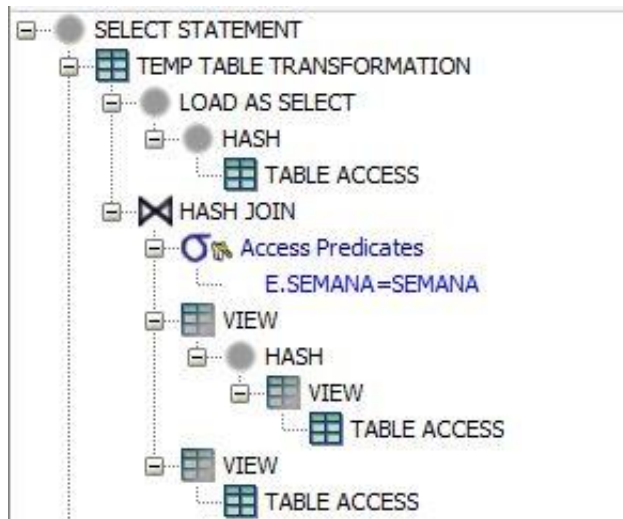 SELECT STATEMENT
TEMP TABLE TRANSFORMATION
LOAD AS SELECT
HASH
TABLE ACCESS
HASH JOIN
Access Predicates
E.SEMANA=SEMANA
VIEW
HASH
VIEW
TABLE ACCESS
VIEW
TABLE ACCESS